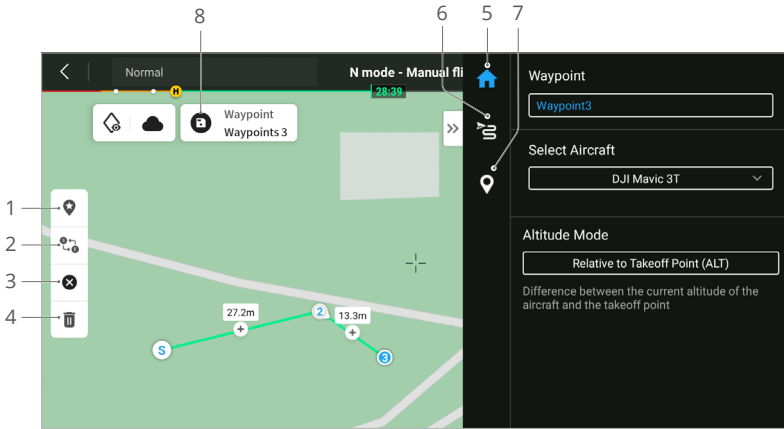 6 5 7
8
Normal
N mode - Manual fli
H
28:39
Waypoint
Waypoints 3
1
2
3
4
27.2m
13.3m
S
2
3
Waypoint
Waypoint3
Select Aircraft
DJI Mavic 3T
Altitude Mode
Relative to Takeoff Point (ALT)
Difference between the current altitude of the
aircraft and the takeoff point